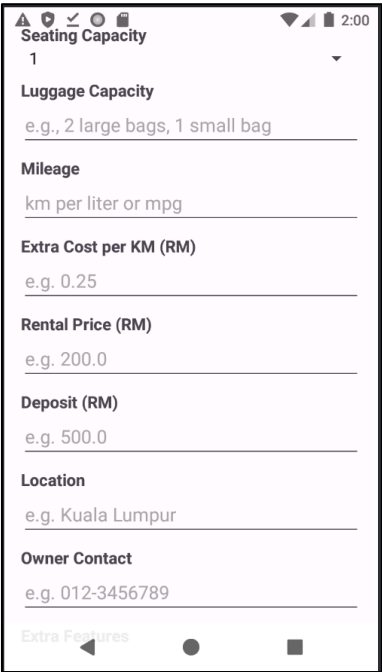 2:00
Seating Capacity
1
Luggage Capacity
e.g., 2 large bags, 1 small bag
Mileage
km per liter or mpg
Extra Cost per KM (RM)
e.g. 0.25
Rental Price (RM)
e.g. 200.0
Deposit (RM)
e.g. 500.0
Location
e.g. Kuala Lumpur
Owner Contact
e.g. 012-3456789
Extra Features